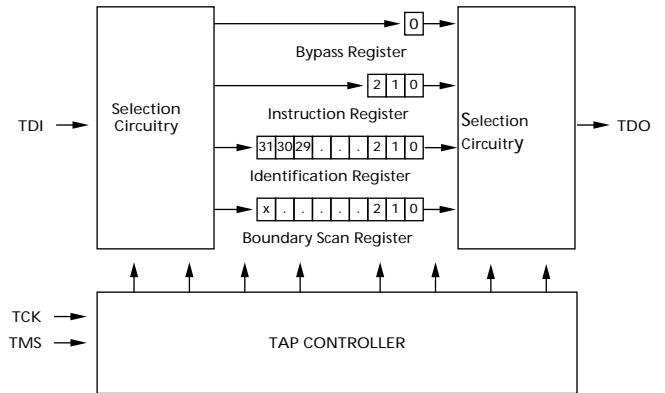 0
Bypass Register
2 1 0
Selection
Circuitry
Instruction Register
Selection
Circuitry
TDI
TDO
31 30 29 . . . 2 1 0
Identification Register
x . . . . . 2 1 0
Boundary Scan Register
TCK
TMS
TAP CONTROLLER